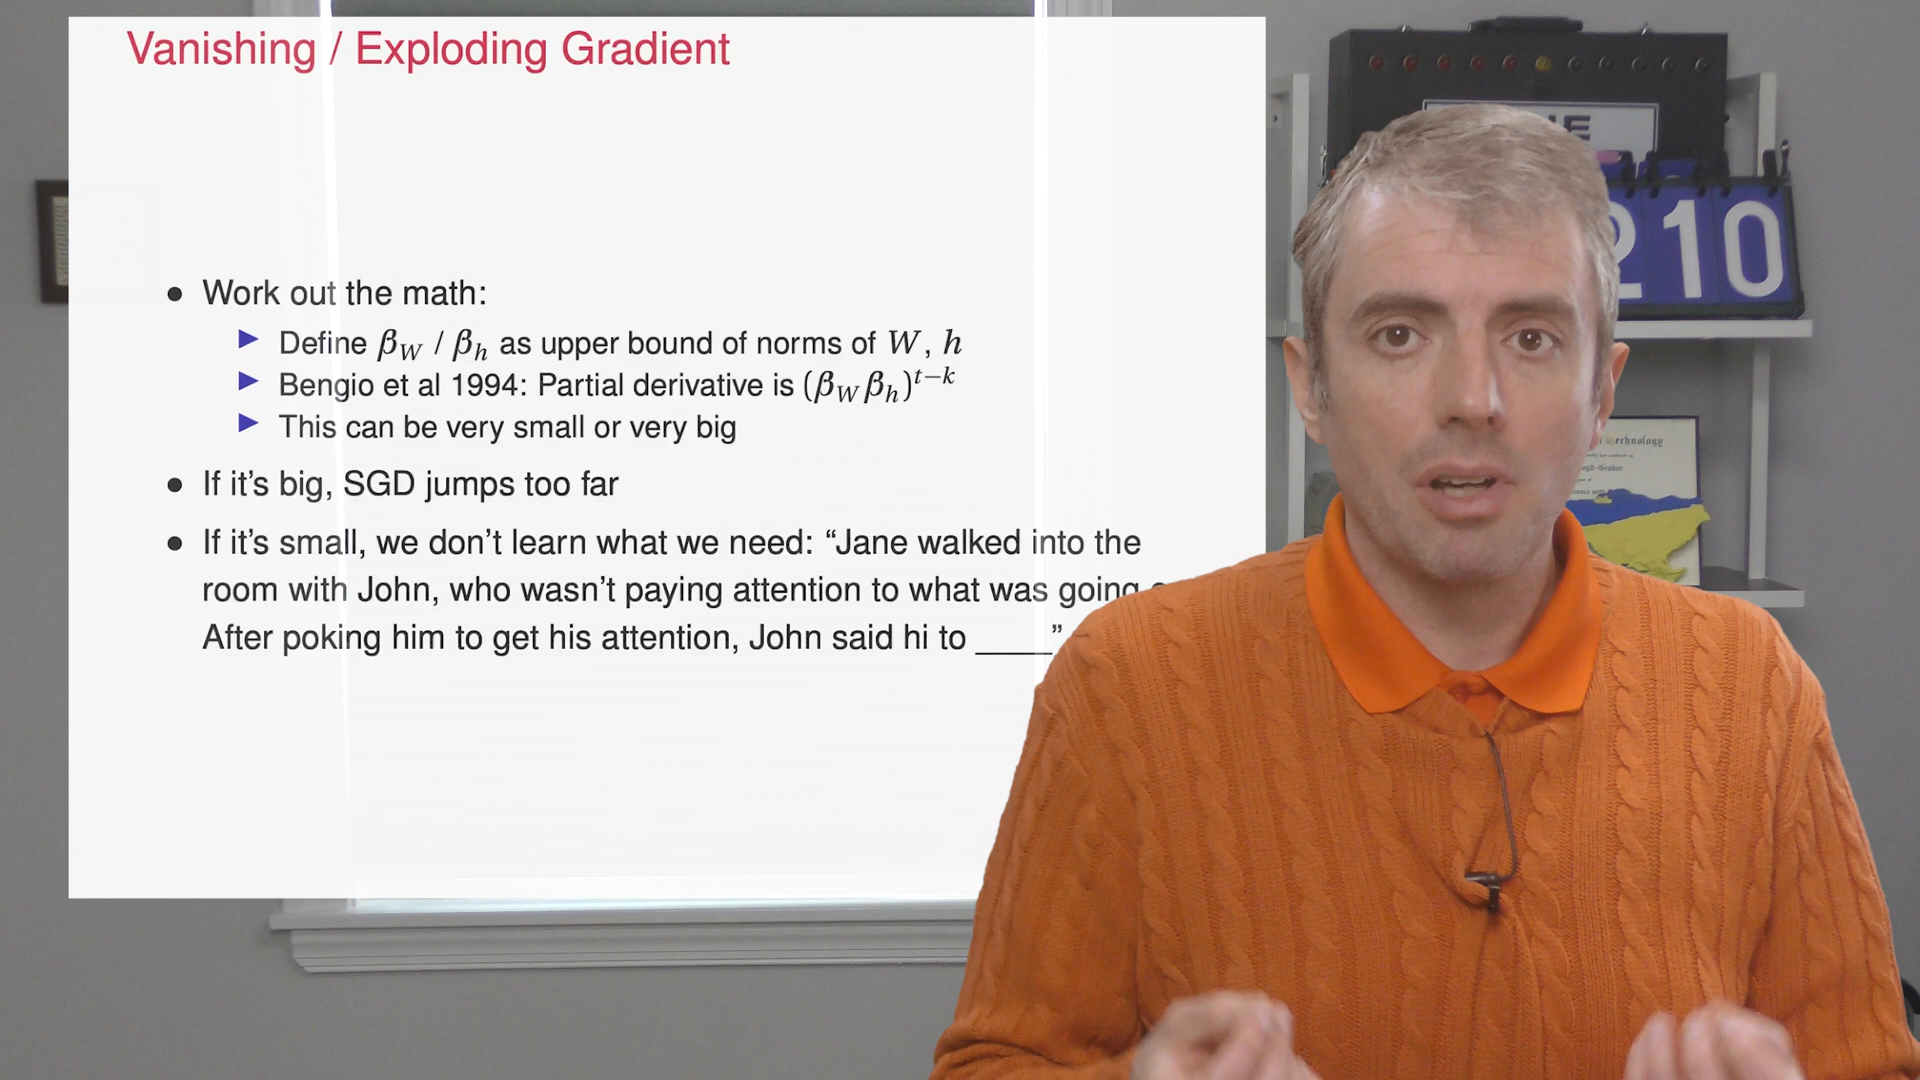 Vanishing / Exploding Gradient
● Work out the math:
▶ Define β_W / β_h as upper bound of norms of W, h
▶ Bengio et al 1994: Partial derivative is (β_W β_h)^{t−k}
▶ This can be very small or very big
● If it's big, SGD jumps too far
● If it's small, we don't learn what we need: “Jane walked into the
room with John, who wasn't paying attention to what was going
After poking him to get his attention, John said hi to ____”
210